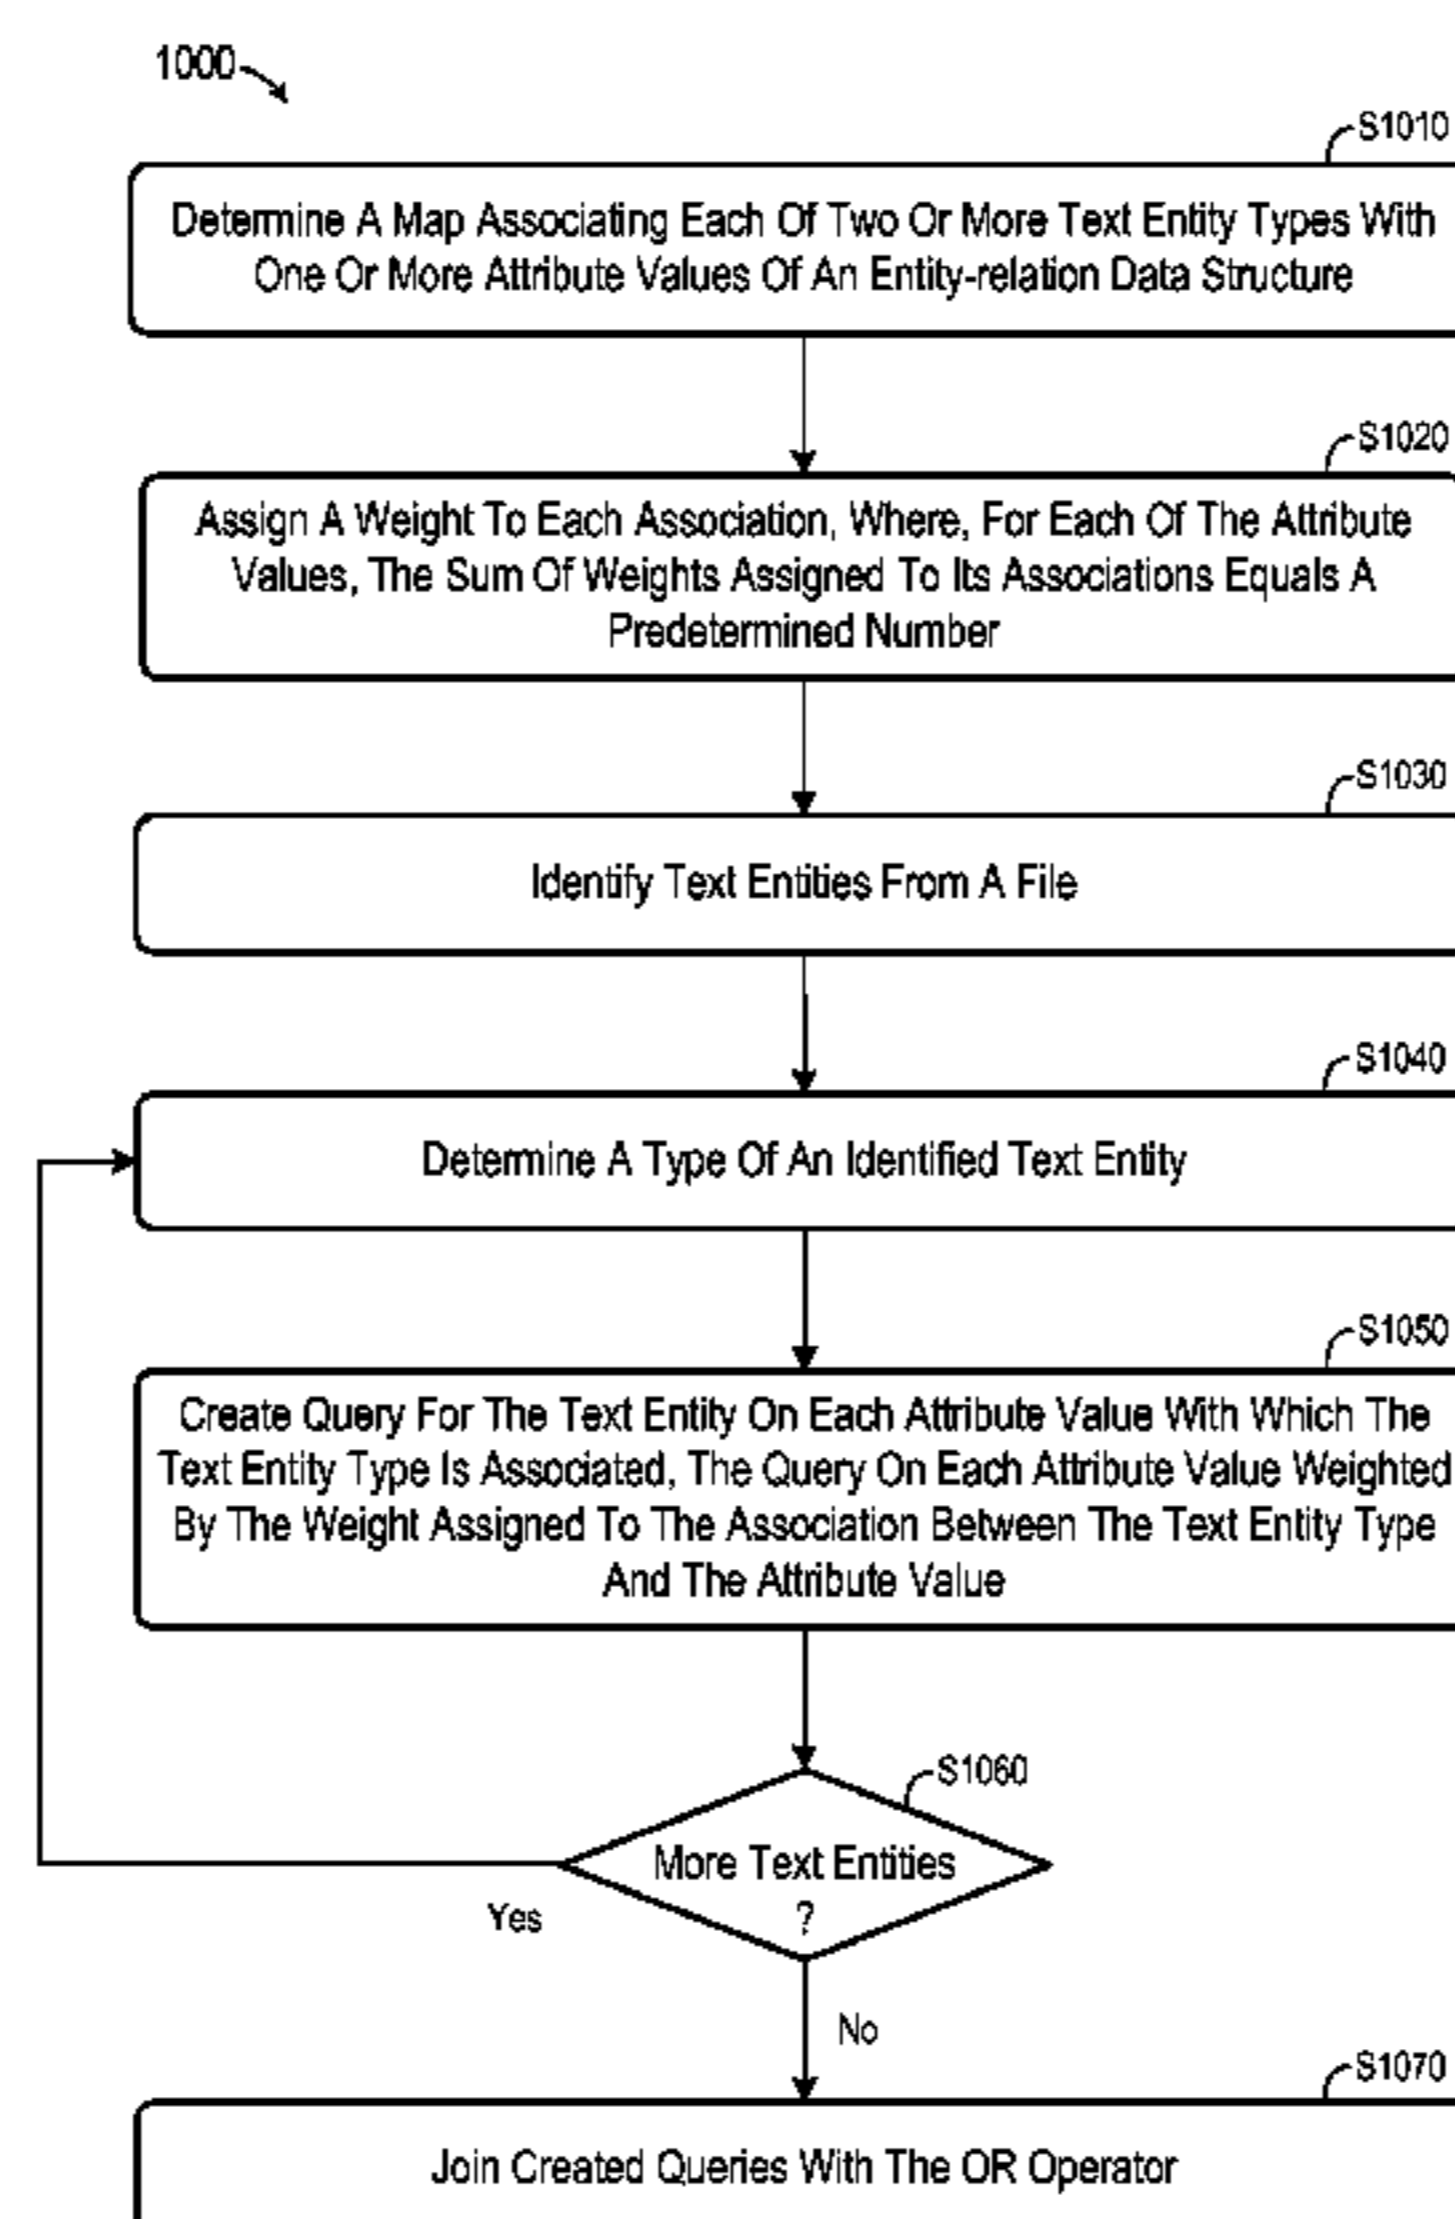 1000
S1010
Determine A Map Associating Each Of Two Or More Text Entity Types With
One Or More Attribute Values Of An Entity-relation Data Structure
S1020
Assign A Weight To Each Association, Where, For Each Of The Attribute
Values, The Sum Of Weights Assigned To Its Associations Equals A
Predetermined Number
S1030
Identify Text Entities From A File
S1040
Determine A Type Of An Identified Text Entity
S1050
Create Query For The Text Entity On Each Attribute Value With Which The
Text Entity Type Is Associated, The Query On Each Attribute Value Weighted
By The Weight Assigned To The Association Between The Text Entity Type
And The Attribute Value
S1060
More Text Entities
?
Yes
No
S1070
Join Created Queries With The OR Operator